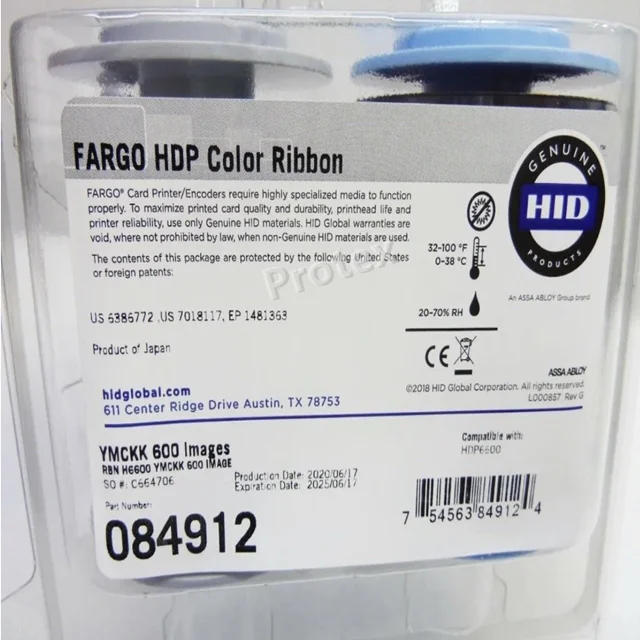 FARGO HDP Color Ribbon
FARGO® Card Printer/Encoders require highly specialized media to function
properly. To maximize printed card quality and durability, printhead life and
printer reliability, use only Genuine HID materials. HID Global warranties are
void, where not prohibited by law, when non-Genuine HID materials are used.
The contents of this package are protected by the following United States
or foreign patents:
US 6386772 ,US 7018117, EP 1481363
Product of Japan
hidglobal.com
611 Center Ridge Drive Austin, TX 78753
GENUINE
HID
PRODUCTS
™
An ASSA ABLOY Group brand
32-100 °F
0-38 °C
20-70% RH
CE
ASSA ABLOY
©2018 HID Global Corporation. All rights reserved.
L000857 Rev G
Protex
YMCKK 600 Images
RBN H6600 YMCKK 600 IMAGE
SO #: C664706
Production Date: 2020/06/17
Expiration Date: 2025/06/17
Part Number:
084912
Compatible with:
HDP6600
7 54563 84912 4